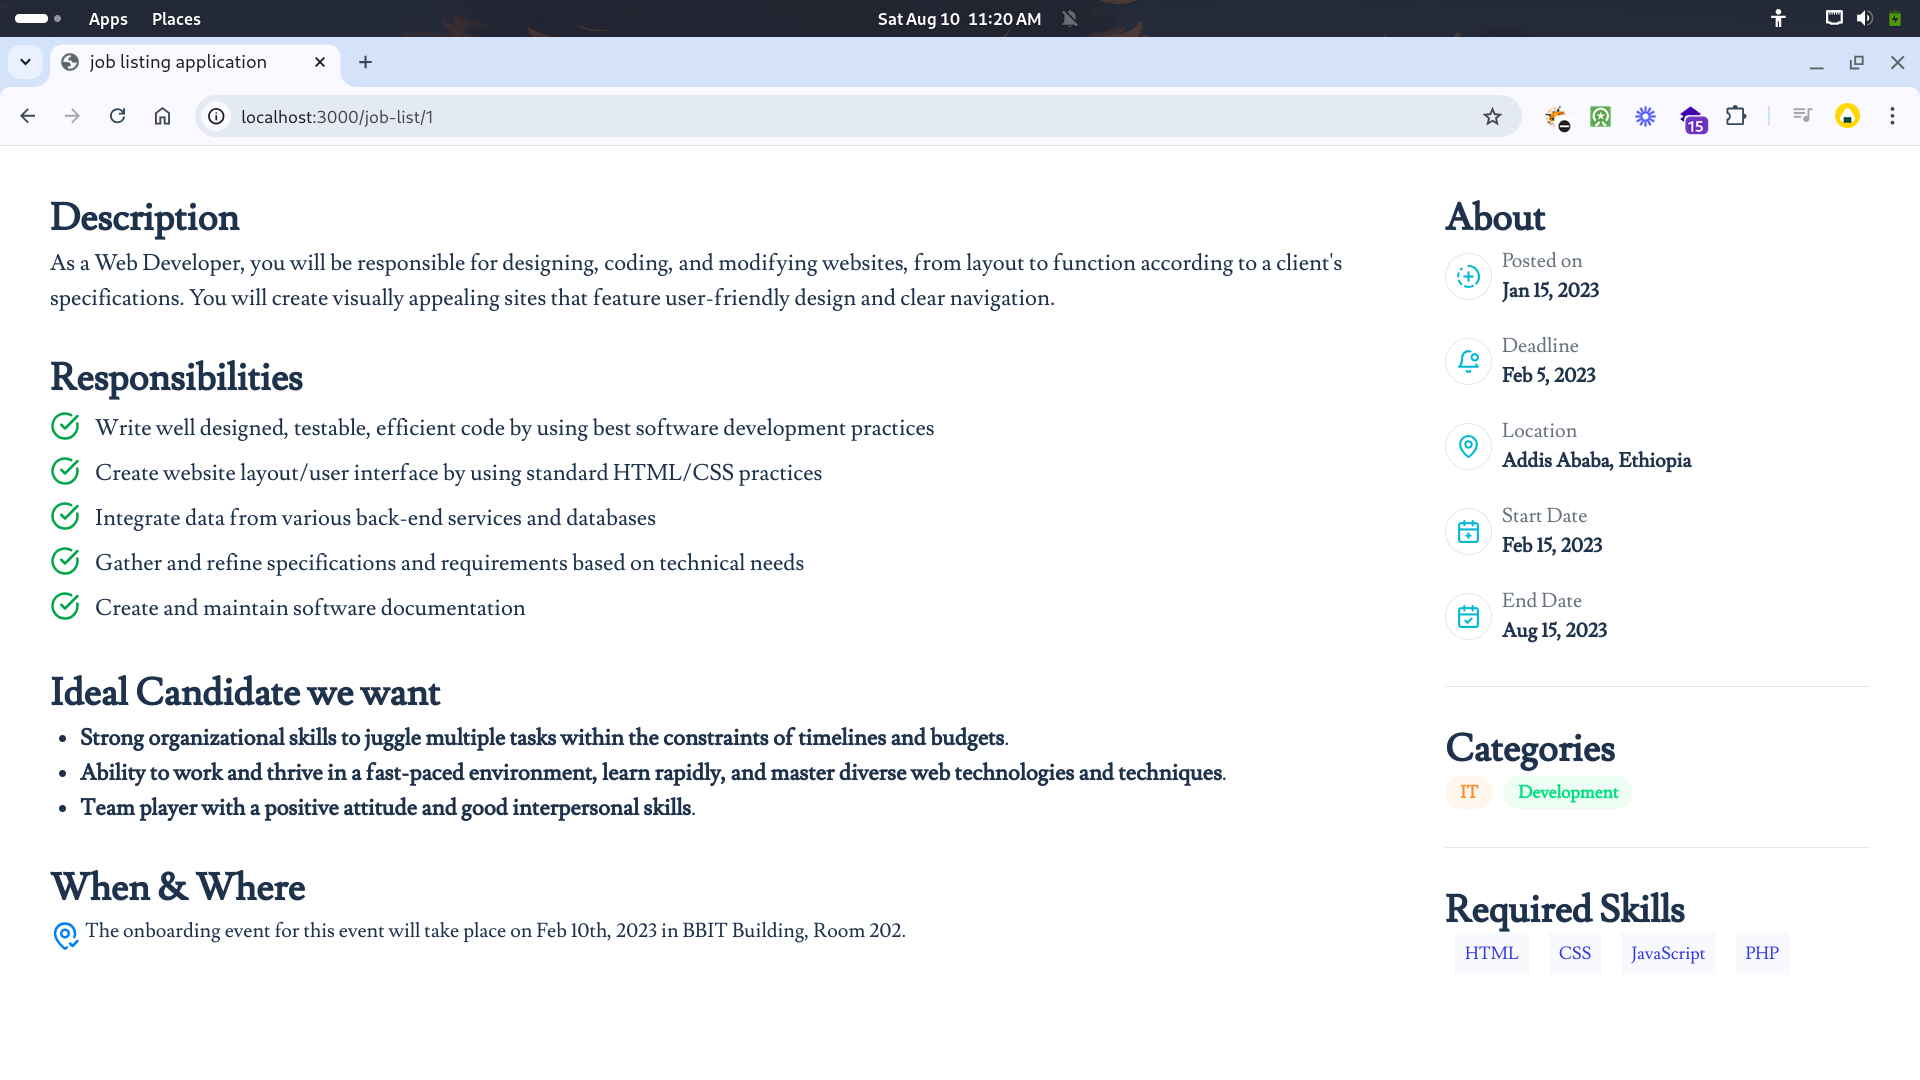 Apps Places Sat Aug 10 11:20 AM
job listing application
localhost:3000/job-list/1
15
Description
As a Web Developer, you will be responsible for designing, coding, and modifying websites, from layout to function according to a client's
specifications. You will create visually appealing sites that feature user-friendly design and clear navigation.
Responsibilities
Write well designed, testable, efficient code by using best software development practices
Create website layout/user interface by using standard HTML/CSS practices
Integrate data from various back-end services and databases
Gather and refine specifications and requirements based on technical needs
Create and maintain software documentation
Ideal Candidate we want
• Strong organizational skills to juggle multiple tasks within the constraints of timelines and budgets.
• Ability to work and thrive in a fast-paced environment, learn rapidly, and master diverse web technologies and techniques.
• Team player with a positive attitude and good interpersonal skills.
When & Where
The onboarding event for this event will take place on Feb 10th, 2023 in BBIT Building, Room 202.
About
Posted on
Jan 15, 2023
Deadline
Feb 5, 2023
Location
Addis Ababa, Ethiopia
Start Date
Feb 15, 2023
End Date
Aug 15, 2023
Categories
IT Development
Required Skills
HTML CSS JavaScript PHP